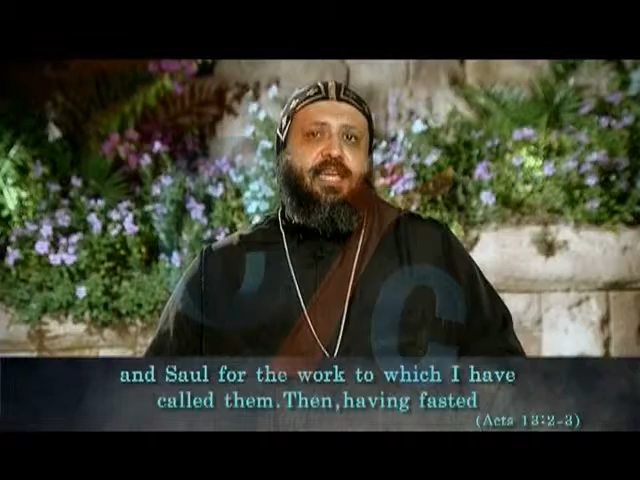 and Saul for the work to which I have
called them.Then,having fasted
(Acts 13:2-3)